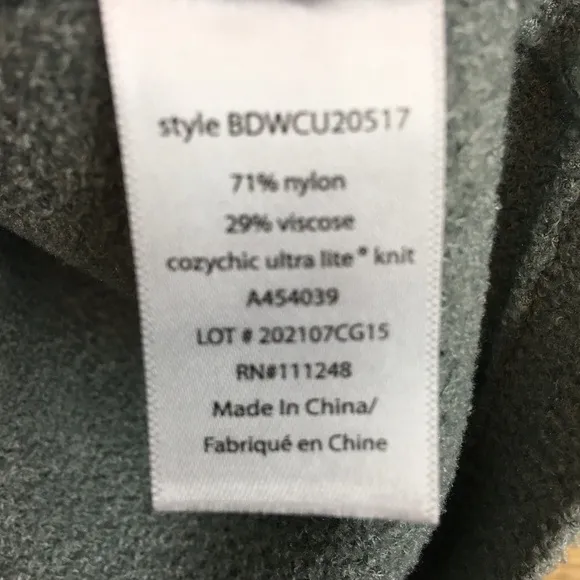 style BDWCU20517
71% nylon
29% viscose
cozychic ultra lite® knit
A454039
LOT # 202107CG15
RN#111248
Made In China/
Fabriqué en Chine